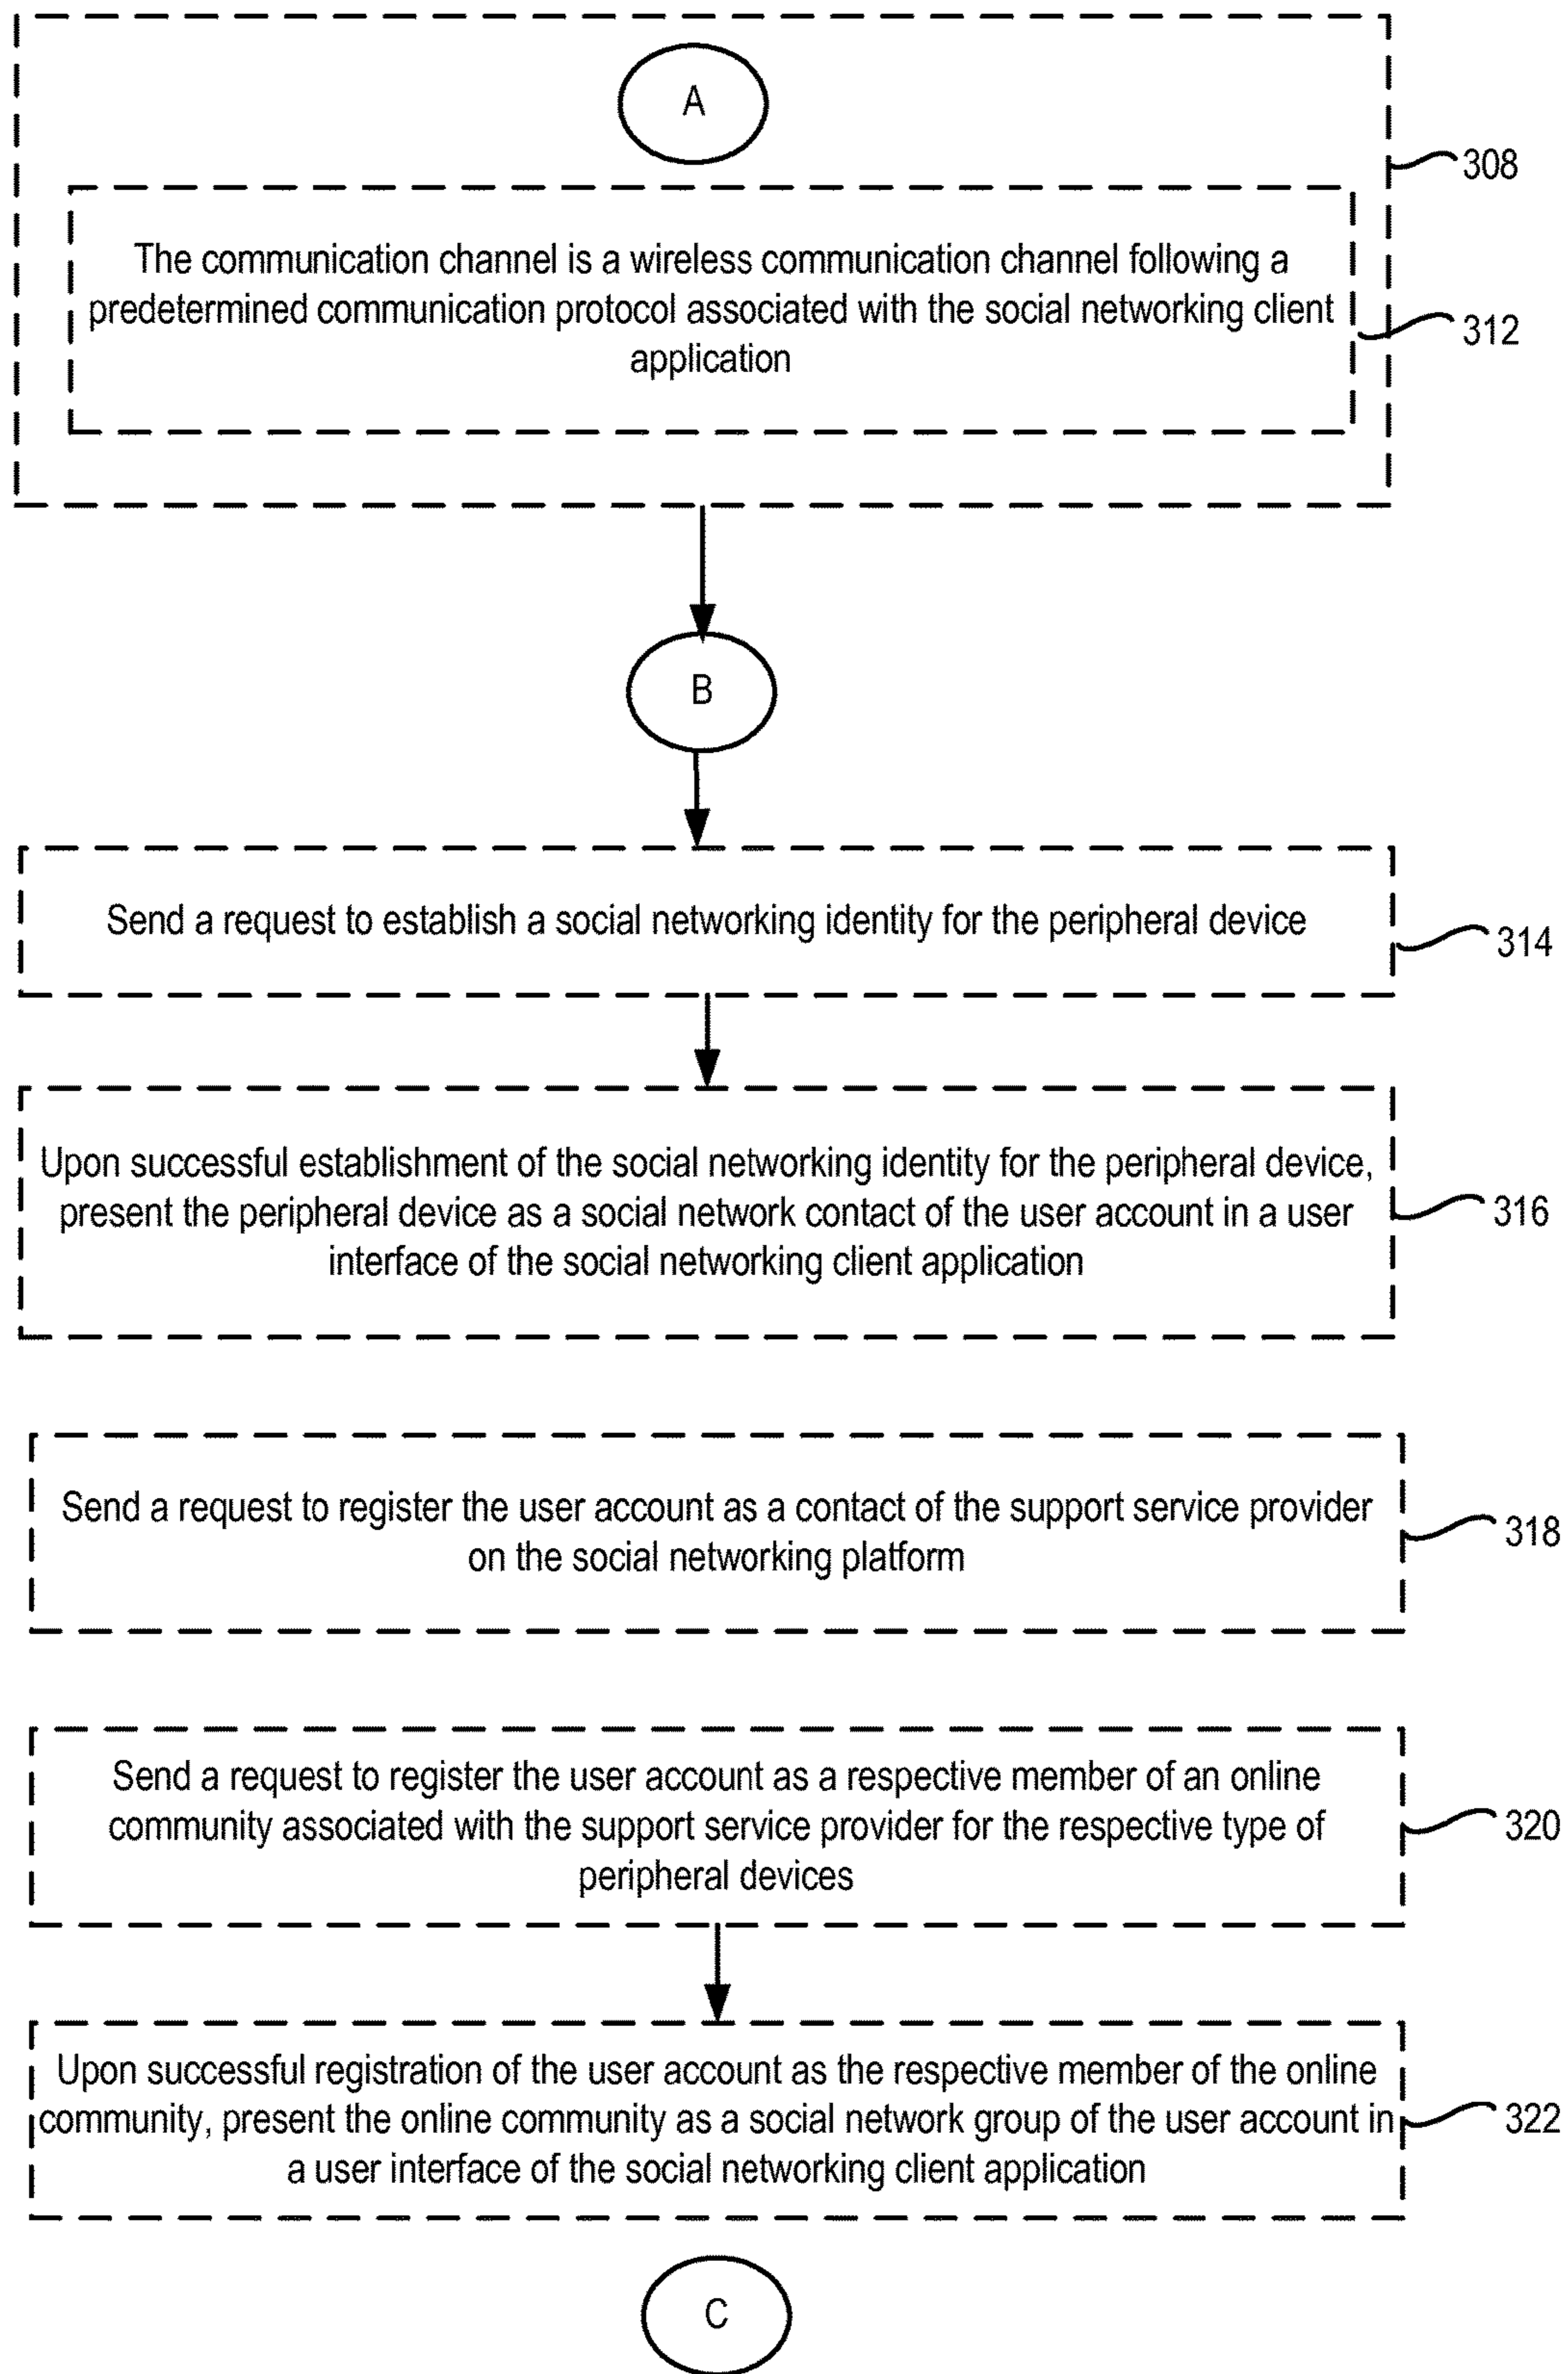 A
308
The communication channel is a wireless communication channel following a
predetermined communication protocol associated with the social networking client
application
312
B
Send a request to establish a social networking identity for the peripheral device
314
Upon successful establishment of the social networking identity for the peripheral device,
present the peripheral device as a social network contact of the user account in a user
interface of the social networking client application
316
Send a request to register the user account as a contact of the support service provider
on the social networking platform
318
Send a request to register the user account as a respective member of an online
community associated with the support service provider for the respective type of
peripheral devices
320
Upon successful registration of the user account as the respective member of the online
community, present the online community as a social network group of the user account in
a user interface of the social networking client application
322
C